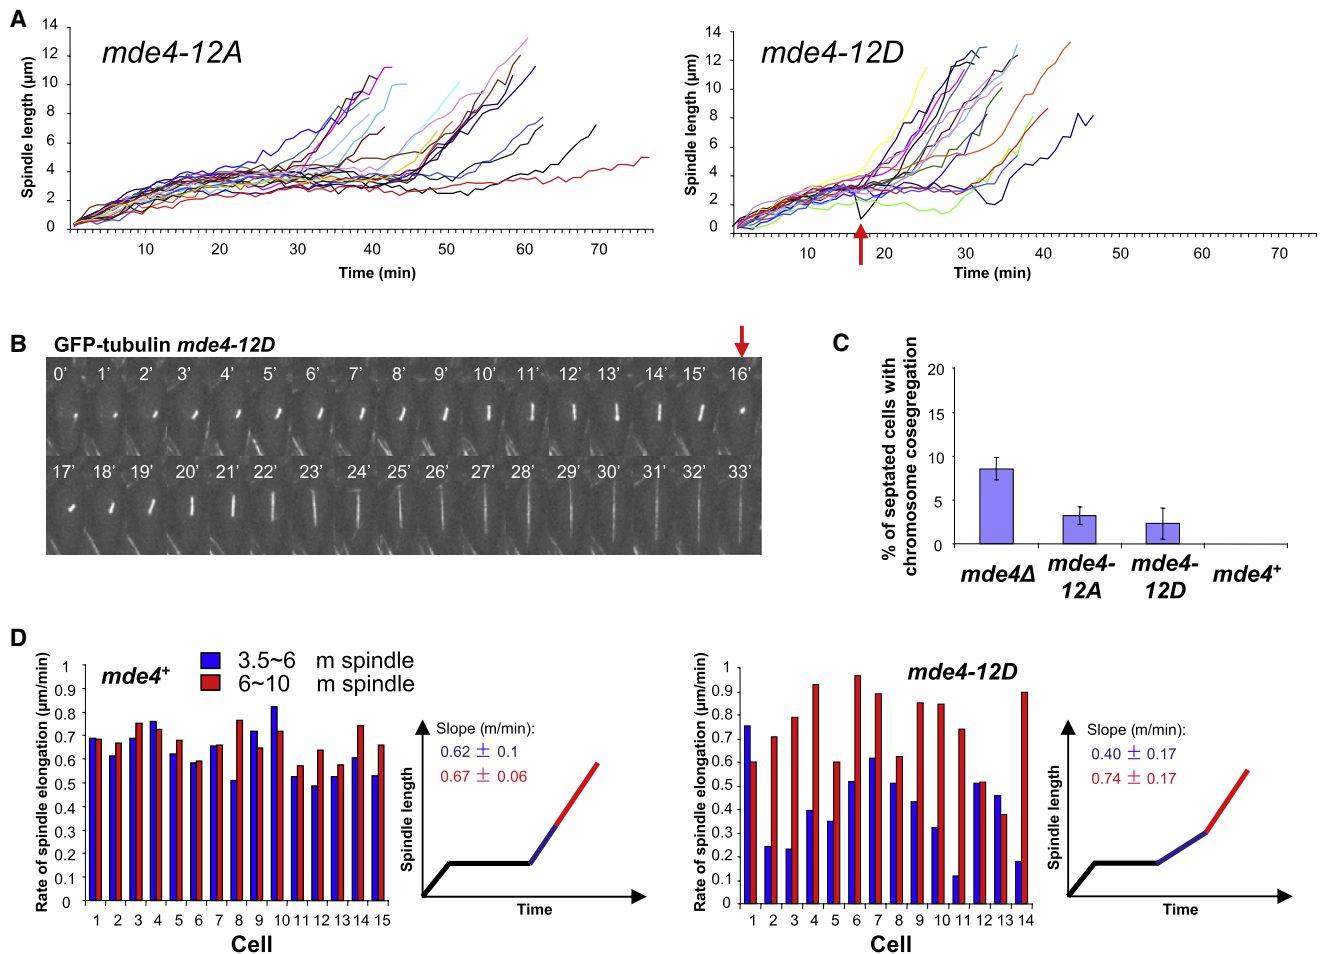 A
mde4-12A
Spindle length (μm)
14
12
10
8
6
4
2
0
10
20
30
40
50
60
70
Time (min)
mde4-12D
Spindle length (μm)
14
12
10
8
6
4
2
0
10
20
30
40
50
60
70
Time (min)
B
GFP-tubulin mde4-12D
0’ 1’ 2’ 3’ 4’ 5’ 6’ 7’ 8’ 9’ 10’ 11’ 12’ 13’ 14’ 15’ 16’
17’ 18’ 19’ 20’ 21’ 22’ 23’ 24’ 25’ 26’ 27’ 28’ 29’ 30’ 31’ 32’ 33’
C
% of septated cells with
chromosome cosegregation
20
15
10
5
0
mde4Δ
mde4-
12A
mde4-
12D
mde4+
D
mde4+
3.5~6 m spindle
6~10 m spindle
Rate of spindle elongation (μm/min)
1
0.9
0.8
0.7
0.6
0.5
0.4
0.3
0.2
0.1
0
1 2 3 4 5 6 7 8 9 10 11 12 13 14 15
Cell
Slope (m/min):
0.62 ± 0.1
0.67 ± 0.06
Spindle length
Time
mde4-12D
Rate of spindle elongation (μm/min)
1
0.9
0.8
0.7
0.6
0.5
0.4
0.3
0.2
0.1
0
1 2 3 4 5 6 7 8 9 10 11 12 13 14
Cell
Slope (m/min):
0.40 ± 0.17
0.74 ± 0.17
Spindle length
Time